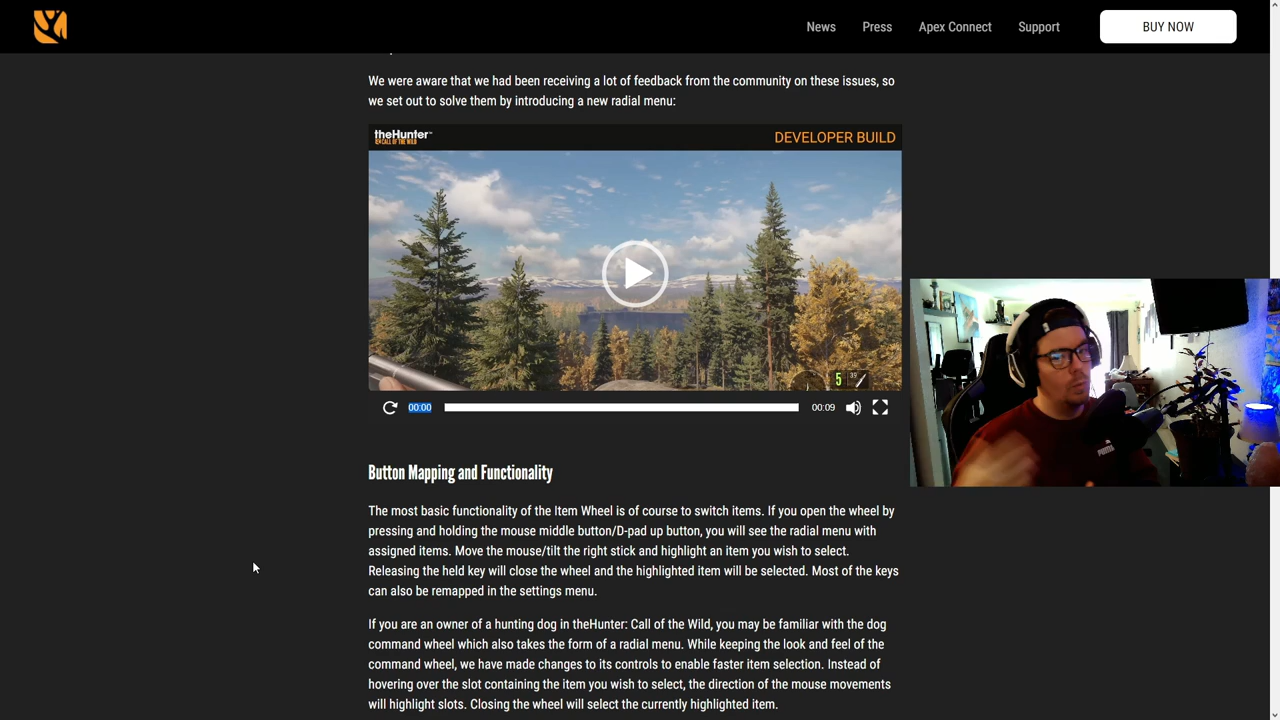 News
Press
Apex Connect
Support
BUY NOW
We were aware that we had been receiving a lot of feedback from the community on these issues, so
we set out to solve them by introducing a new radial menu:
theHunter
CALL OF THE WILD
DEVELOPER BUILD
5
39
00:00
00:09
Button Mapping and Functionality
The most basic functionality of the Item Wheel is of course to switch items. If you open the wheel by
pressing and holding the mouse middle button/D-pad up button, you will see the radial menu with
assigned items. Move the mouse/tilt the right stick and highlight an item you wish to select.
Releasing the held key will close the wheel and the highlighted item will be selected. Most of the keys
can also be remapped in the settings menu.
If you are an owner of a hunting dog in theHunter: Call of the Wild, you may be familiar with the dog
command wheel which also takes the form of a radial menu. While keeping the look and feel of the
command wheel, we have made changes to its controls to enable faster item selection. Instead of
hovering over the slot containing the item you wish to select, the direction of the mouse movements
will highlight slots. Closing the wheel will select the currently highlighted item.
PUMA